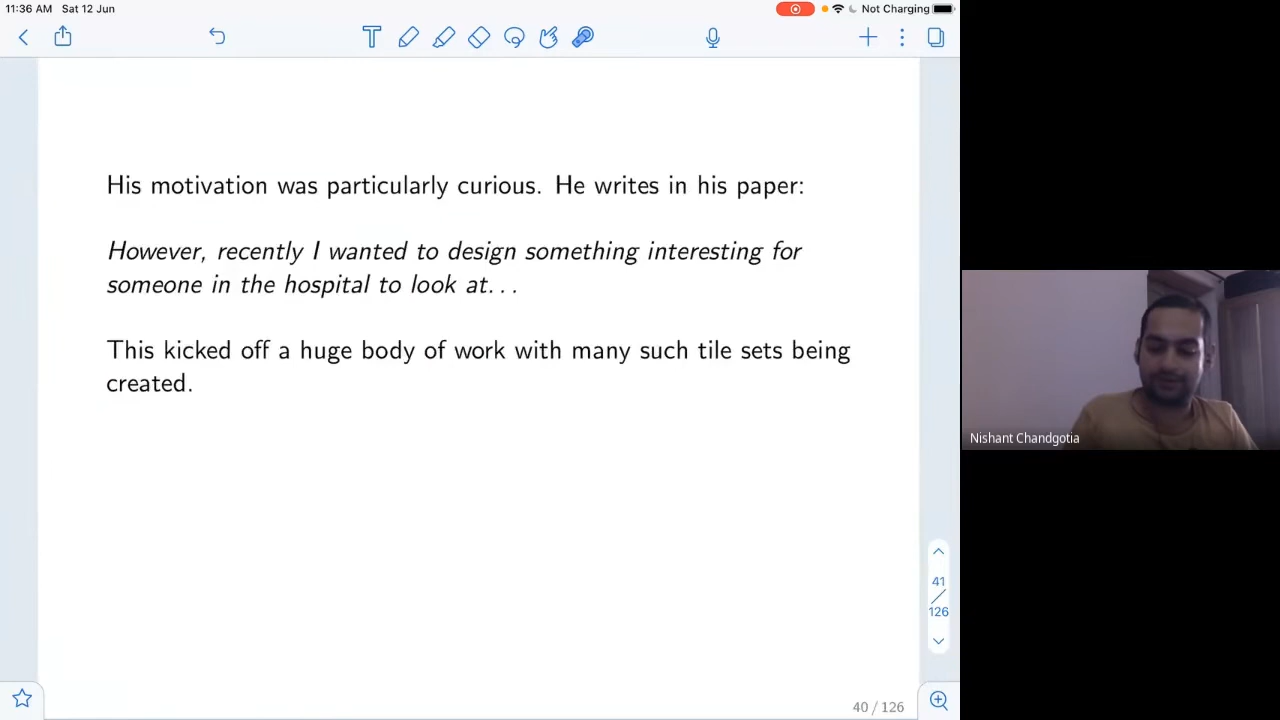 11:36 AM Sat 12 Jun
Not Charging
His motivation was particularly curious. He writes in his paper:
However, recently I wanted to design something interesting for
someone in the hospital to look at...
This kicked off a huge body of work with many such tile sets being
created.
Nishant Chandgotia
41
/
126
40 / 126